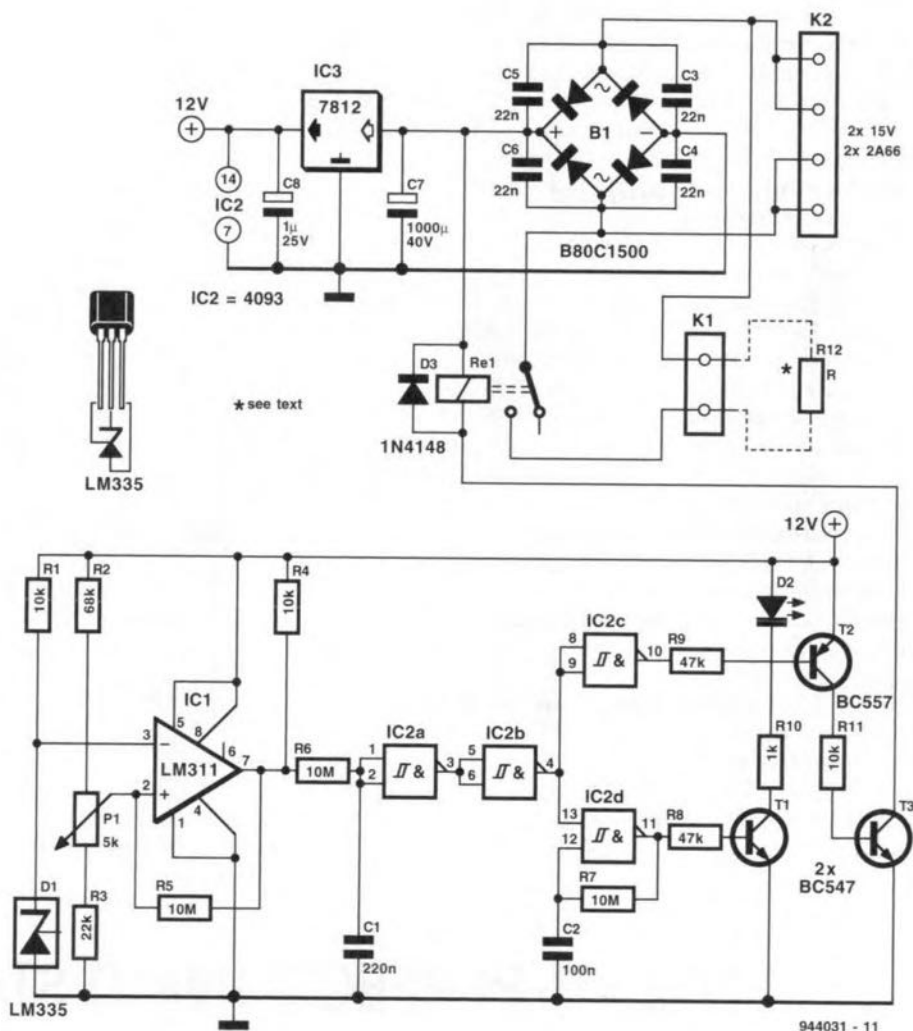 K2
IC3
7812
12V
C5
22n
C3
22n
B1
+
−
~
~
C6
22n
C4
22n
2x 15V
2x 2A66
14
IC2
7
C8
1µ
25V
C7
1000µ
40V
B80C1500
IC2 = 4093
K1
R12
R
*
D3
Re1
* see text
1N4148
LM335
12V
R1
10k
R2
68k
R4
10k
D2
T2
BC557
IC2c
8
9
&
10
R9
47k
IC1
5
8
6
3
−
LM311
7
2
+
1
4
R6
10M
IC2a
1
2
&
3
IC2b
5
6
&
4
R10
1k
R11
10k
P1
5k
IC2d
13
12
&
11
R8
47k
T1
T3
D1
R3
22k
R5
10M
R7
10M
2x
BC547
C1
220n
C2
100n
LM335
944031 - 11